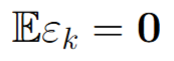 𝔼ε_k = 𝟎